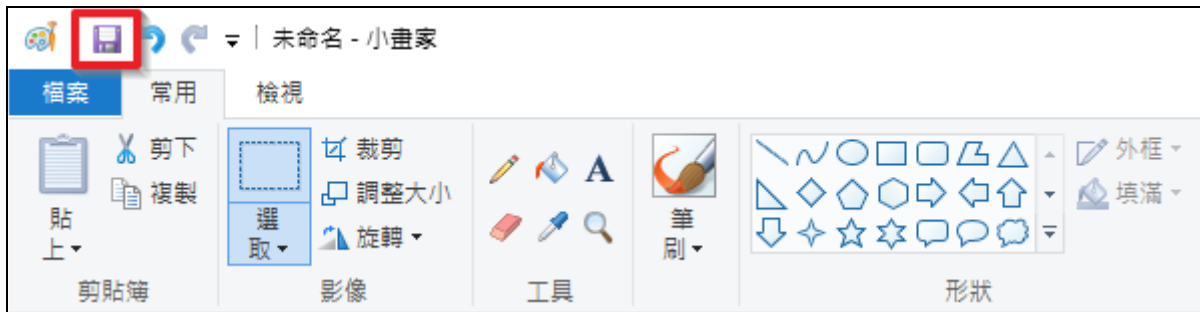 未命名 - 小畫家
檔案 常用 檢視
貼上
剪下
複製
剪貼簿
選取
裁剪
調整大小
旋轉
影像
A
工具
筆刷
外框
填滿
形狀